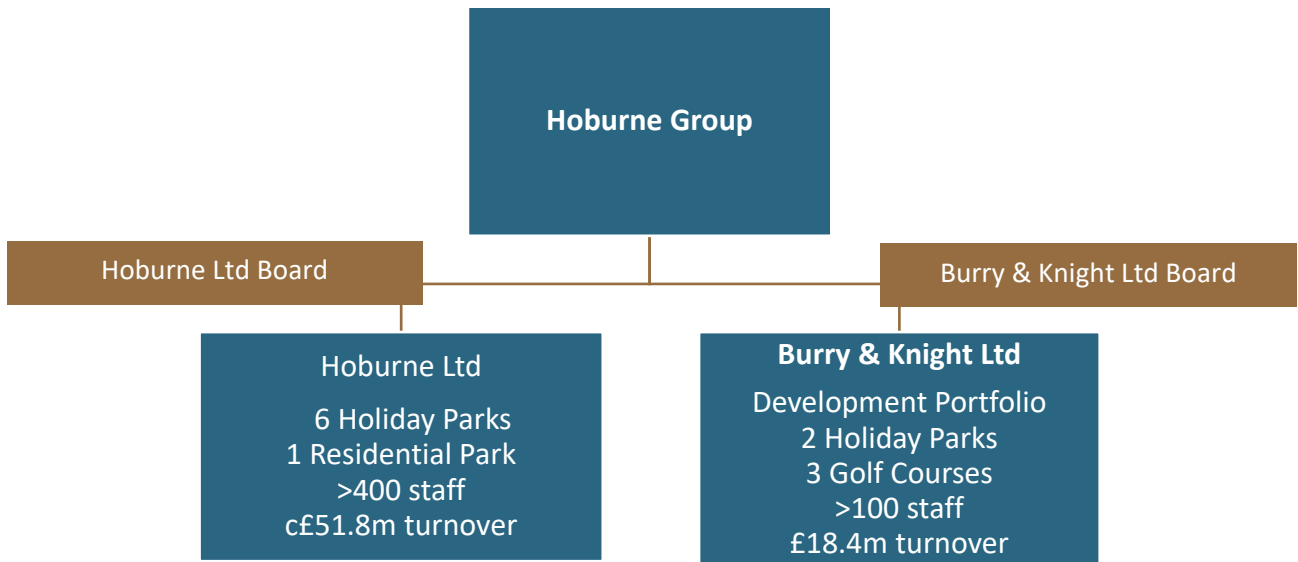 Hoburne Group
Hoburne Ltd Board
Burry & Knight Ltd Board
Hoburne Ltd
6 Holiday Parks
1 Residential Park
>400 staff
c£51.8m turnover
Burry & Knight Ltd
Development Portfolio
2 Holiday Parks
3 Golf Courses
>100 staff
£18.4m turnover